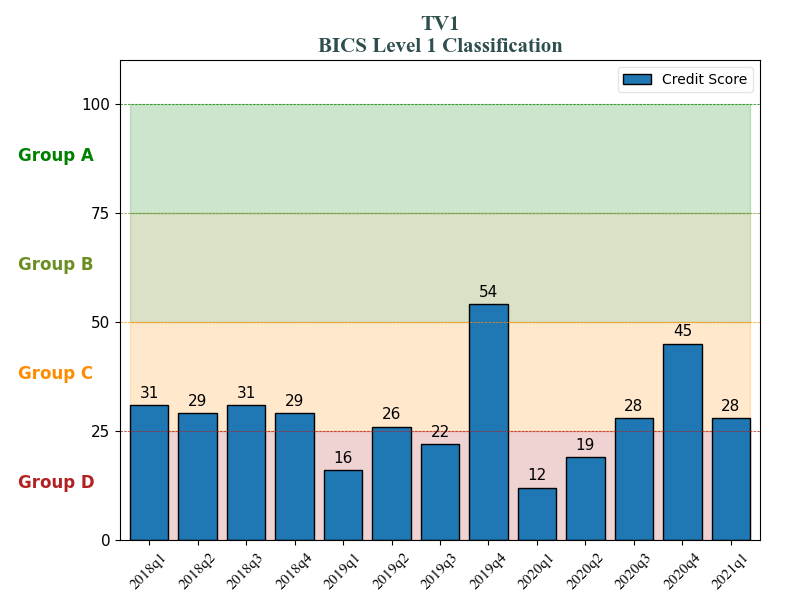 TV1
BICS Level 1 Classification
Credit Score
100
Group A
75
Group B
54
50
45
Group C
31
29
31
29
26
28
28
25
22
19
16
12
Group D
0
2018q1
2018q2
2018q3
2018q4
2019q1
2019q2
2019q3
2019q4
2020q1
2020q2
2020q3
2020q4
2021q1